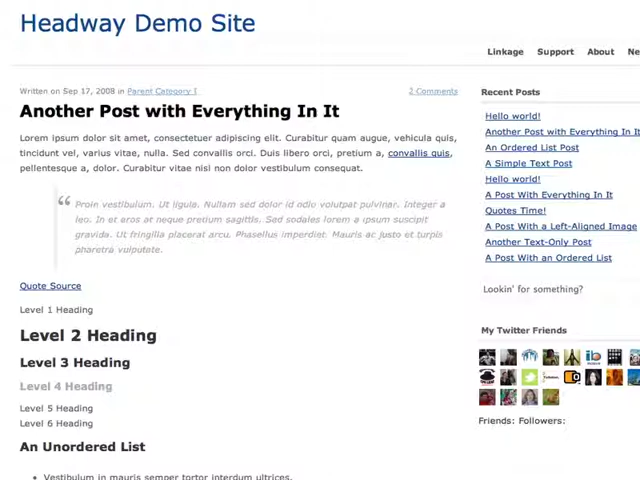 Headway Demo Site
Linkage Support About Ne
Written on Sep 17, 2008 in Parent Category I 2 Comments
Another Post with Everything In It
Lorem ipsum dolor sit amet, consectetuer adipiscing elit. Curabitur quam augue, vehicula quis,
tincidunt vel, varius vitae, nulla. Sed convallis orci. Duis libero orci, pretium a, convallis quis,
pellentesque a, dolor. Curabitur vitae nisl non dolor vestibulum consequat.
“ Proin vestibulum. Ut ligula. Nullam sed dolor id odio volutpat pulvinar. Integer a
leo. In et eros at neque pretium sagittis. Sed sodales lorem a ipsum suscipit
gravida. Ut fringilla placerat arcu. Phasellus imperdiet. Mauris ac justo et turpis
pharetra vulputate.
Quote Source
Level 1 Heading
Level 2 Heading
Level 3 Heading
Level 4 Heading
Level 5 Heading
Level 6 Heading
An Unordered List
• Vestibulum in mauris semper tortor interdum ultrices.
Recent Posts
Hello world!
Another Post with Everything In It
An Ordered List Post
A Simple Text Post
Hello world!
A Post With Everything In It
Quotes Time!
A Post With a Left-Aligned Image
Another Text-Only Post
A Post With an Ordered List
Lookin' for something?
My Twitter Friends
Friends: Followers: